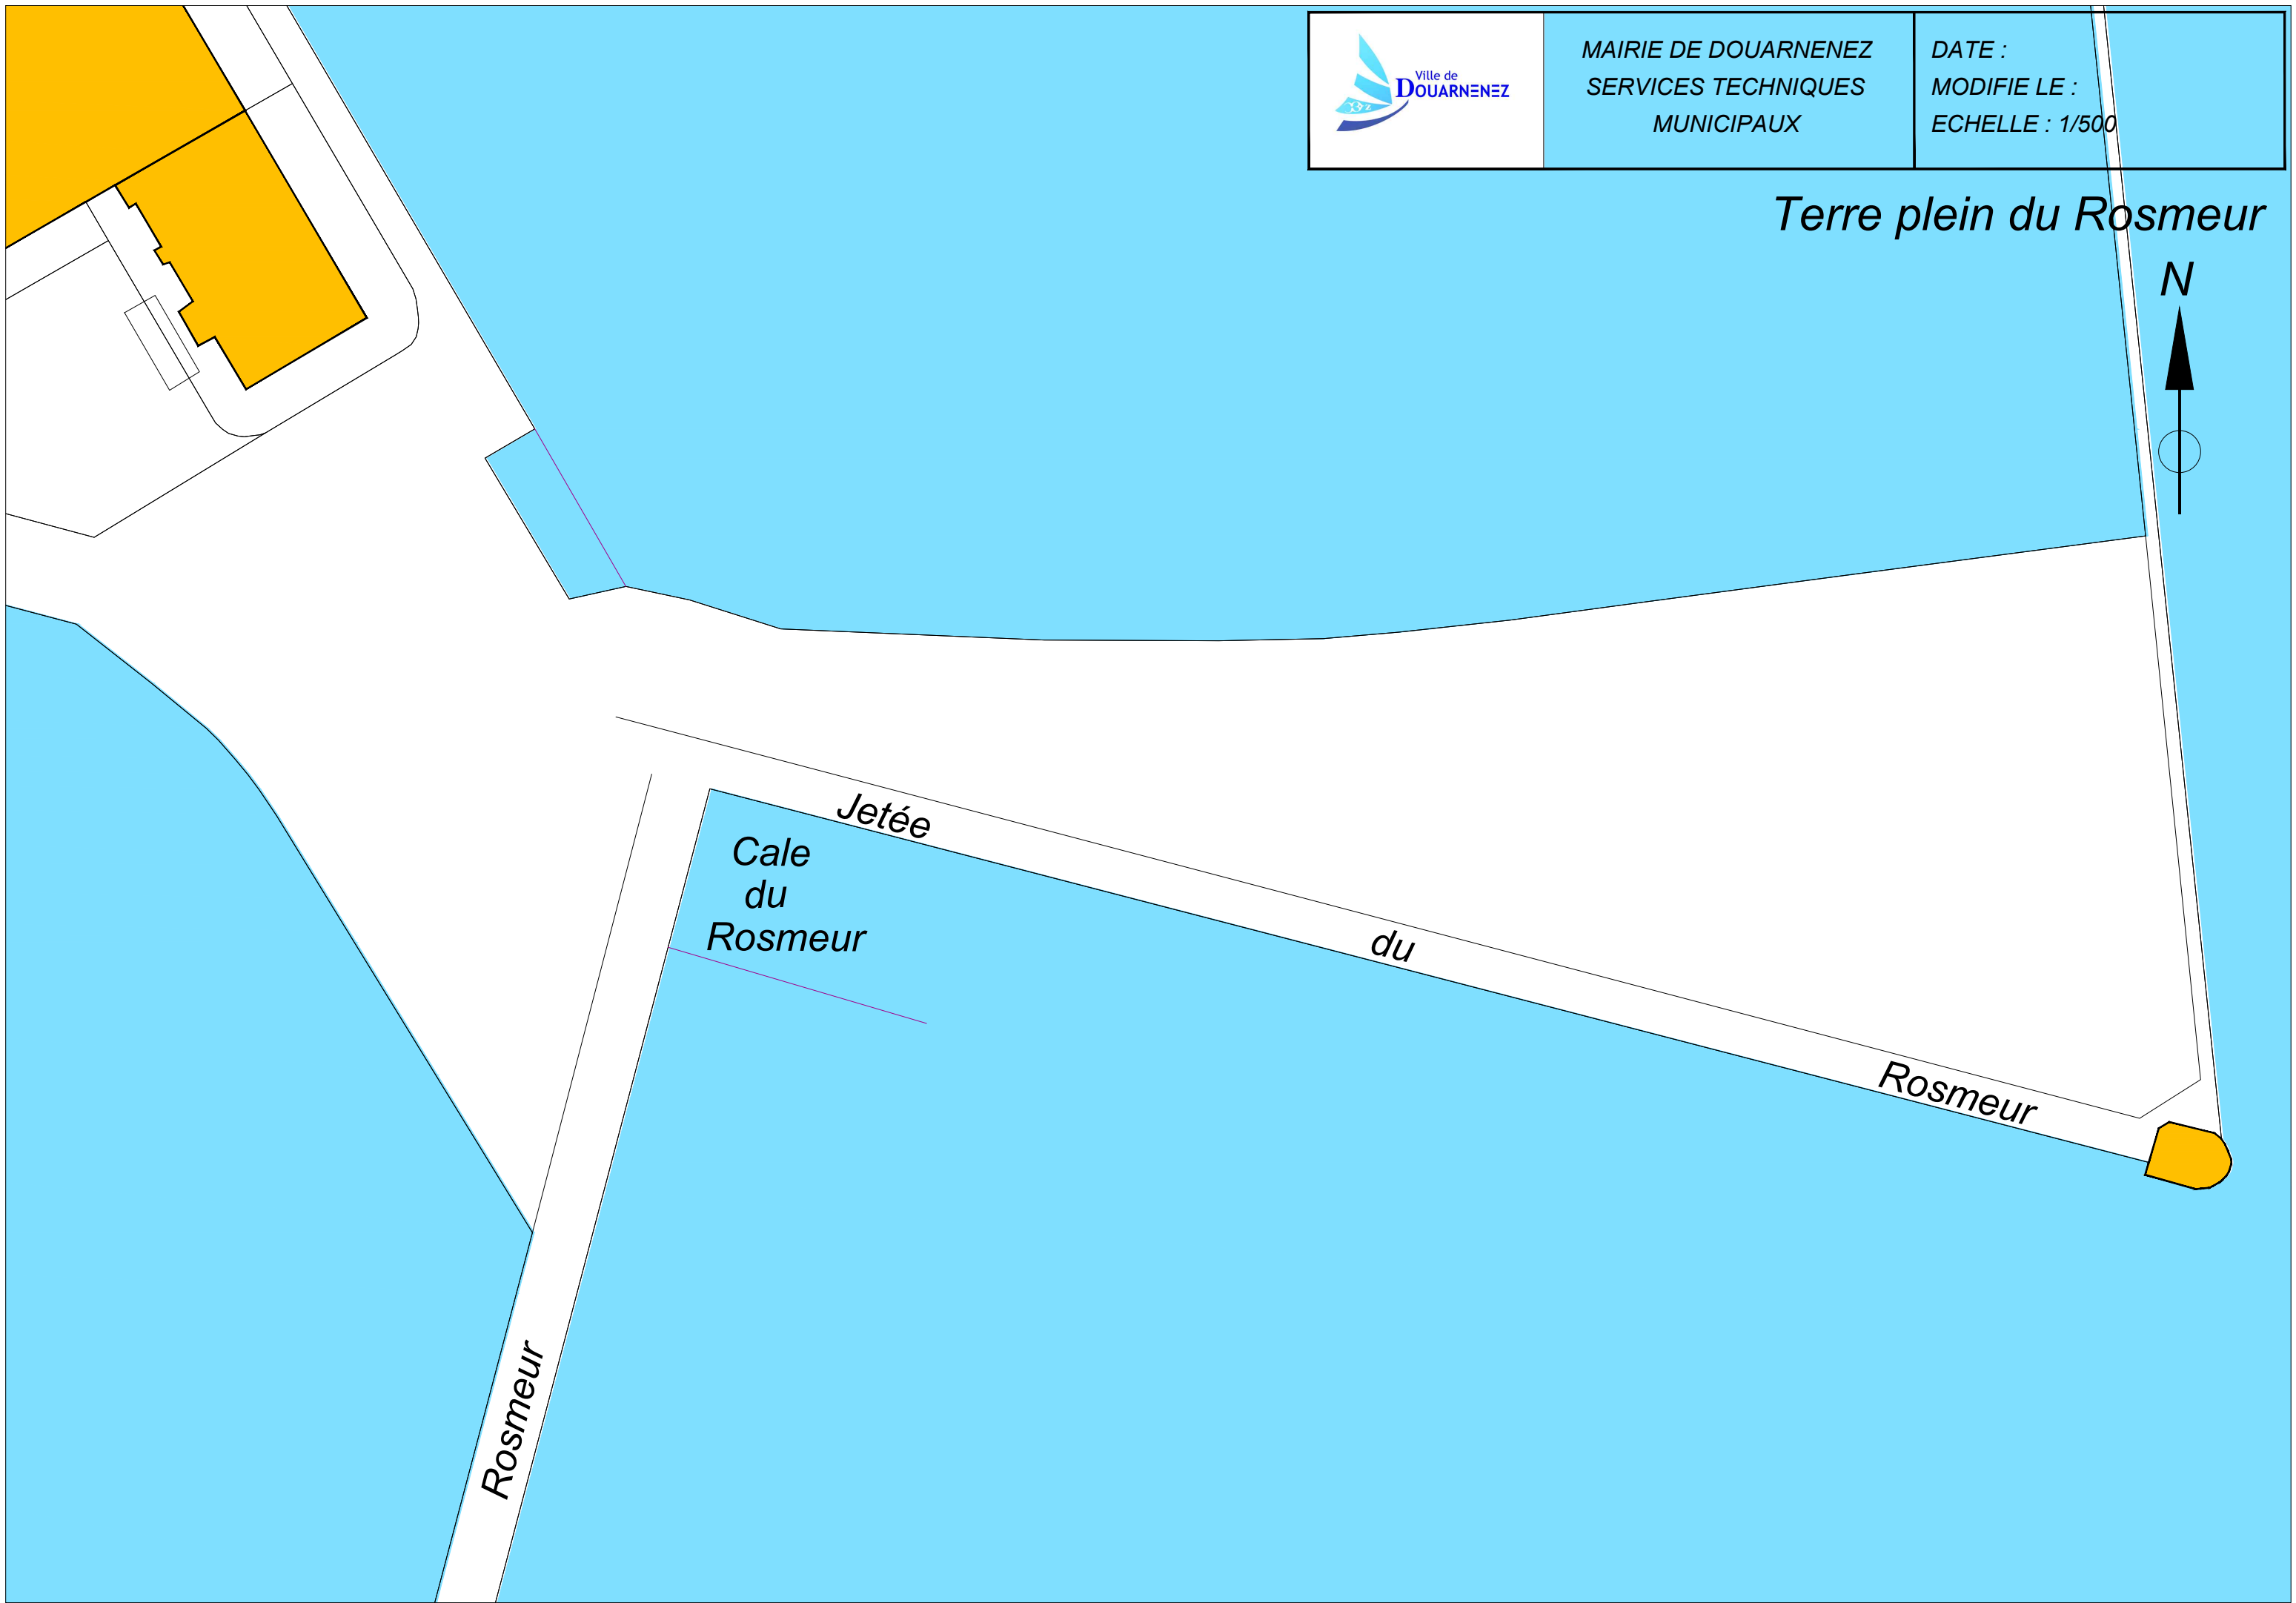 Ville de
DOUARNENEZ
MAIRIE DE DOUARNENEZ
SERVICES TECHNIQUES
MUNICIPAUX
DATE :
MODIFIE LE :
ECHELLE : 1/500
Terre plein du Rosmeur
N
Jetée
du
Rosmeur
Cale
du
Rosmeur
Rosmeur